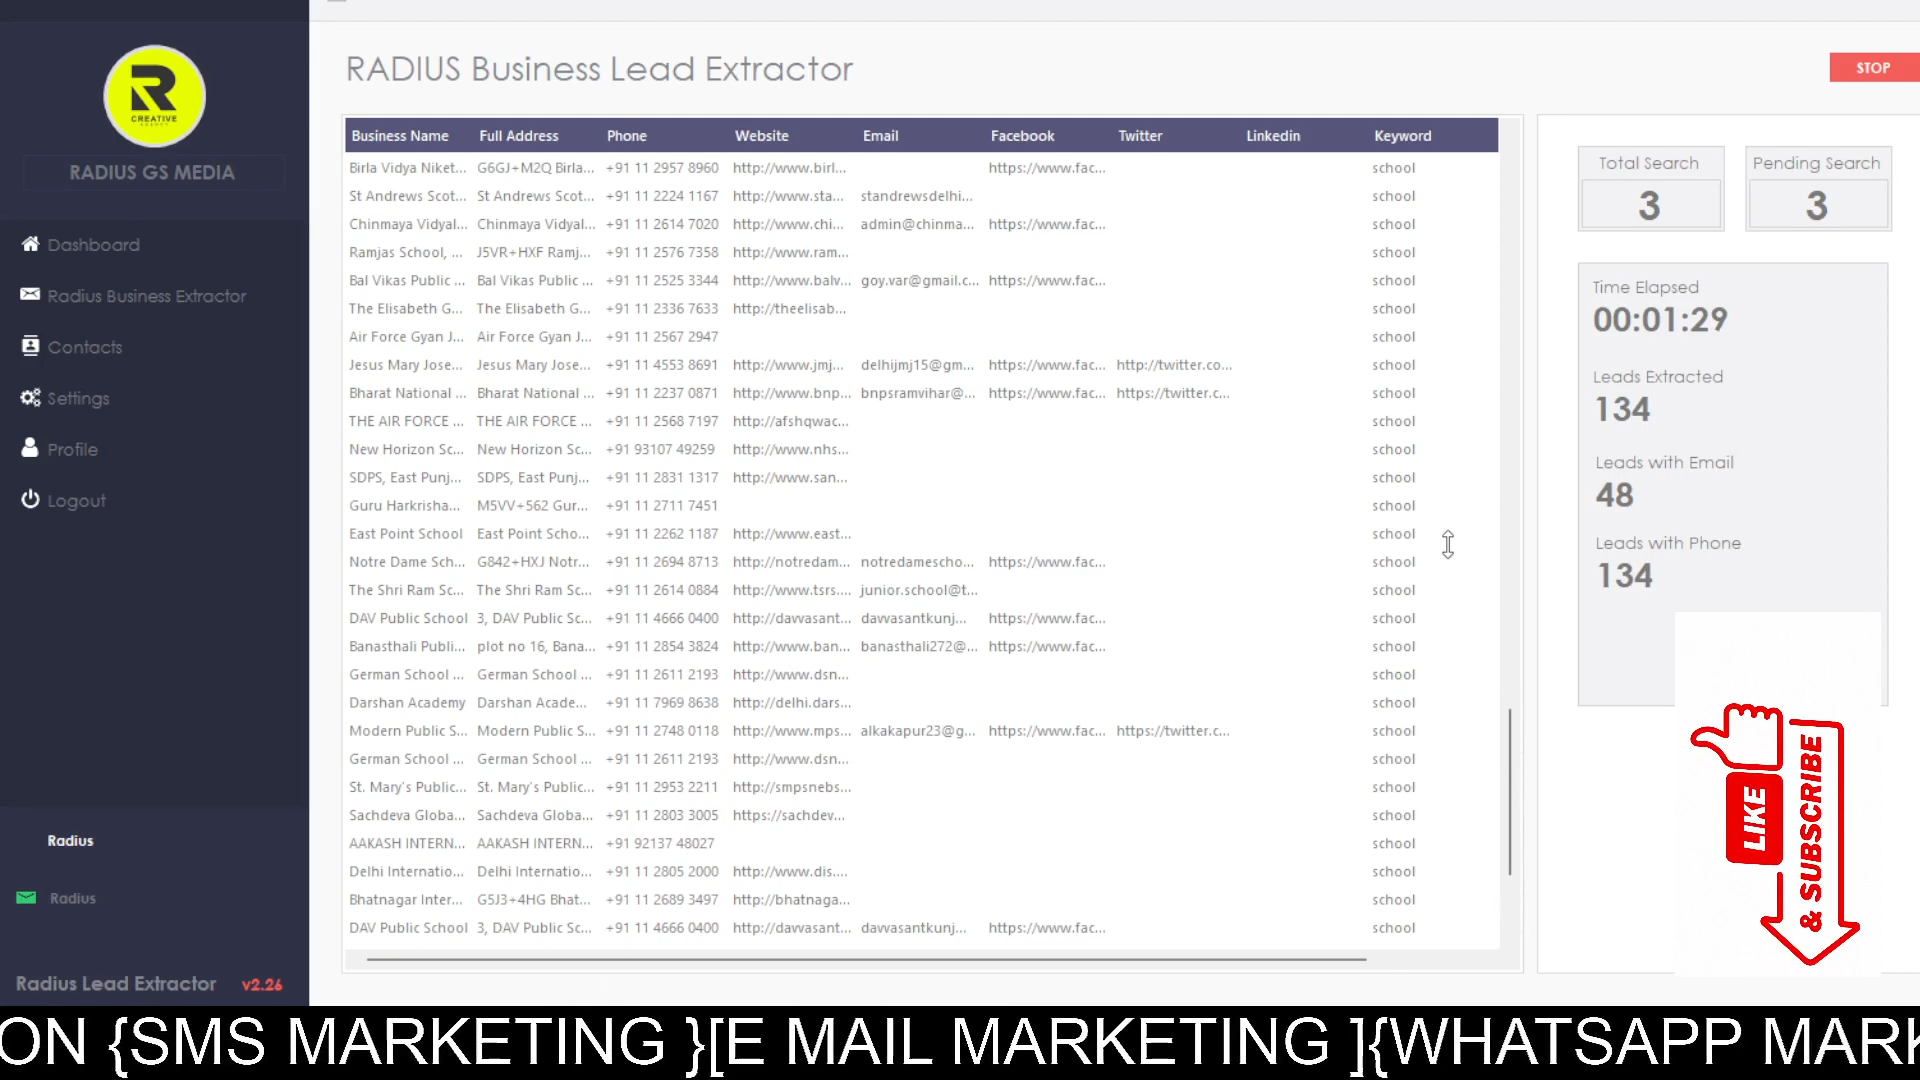 R
CREATIVE
RADIUS GS MEDIA
Dashboard
Radius Business Extractor
Contacts
Settings
Profile
Logout
Radius
Radius
Radius Lead Extractor v2.26
RADIUS Business Lead Extractor
STOP
Business Name Full Address Phone Website Email Facebook Twitter Linkedin Keyword
Birla Vidya Niket... G6GJ+M2Q Birla... +91 11 2957 8960 http://www.birl... https://www.fac... school
St Andrews Scot... St Andrews Scot... +91 11 2224 1167 http://www.sta... standrewsdelhi... school
Chinmaya Vidyal... Chinmaya Vidyal... +91 11 2614 7020 http://www.chi... admin@chinma... https://www.fac... school
Ramjas School, ... J5VR+HXF Ramj... +91 11 2576 7358 http://www.ram... school
Bal Vikas Public ... Bal Vikas Public ... +91 11 2525 3344 http://www.balv... goy.var@gmail.c... https://www.fac... school
The Elisabeth G... The Elisabeth G... +91 11 2336 7633 http://theelisab... school
Air Force Gyan J... Air Force Gyan J... +91 11 2567 2947 school
Jesus Mary Jose... Jesus Mary Jose... +91 11 4553 8691 http://www.jmj... delhijmj15@gm... https://www.fac... http://twitter.co... school
Bharat National ... Bharat National ... +91 11 2237 0871 http://www.bnp... bnpsramvihar@... https://www.fac... https://twitter.c... school
THE AIR FORCE ... THE AIR FORCE ... +91 11 2568 7197 http://afshqwac... school
New Horizon Sc... New Horizon Sc... +91 93107 49259 http://www.nhs... school
SDPS, East Punj... SDPS, East Punj... +91 11 2831 1317 http://www.san... school
Guru Harkrisha... M5VV+562 Gur... +91 11 2711 7451 school
East Point School East Point Scho... +91 11 2262 1187 http://www.east... school
Notre Dame Sch... G842+HXJ Notr... +91 11 2694 8713 http://notredam... notredamescho... https://www.fac... school
The Shri Ram Sc... The Shri Ram Sc... +91 11 2614 0884 http://www.tsrs.... junior.school@t... school
DAV Public School 3, DAV Public Sc... +91 11 4666 0400 http://davvasant... davvasantkunj... https://www.fac... school
Banasthali Publi... plot no 16, Bana... +91 11 2854 3824 http://www.ban... banasthali272@... https://www.fac... school
German School ... German School ... +91 11 2611 2193 http://www.dsn... school
Darshan Academy Darshan Acade... +91 11 7969 8638 http://delhi.dars... school
Modern Public S... Modern Public S... +91 11 2748 0118 http://www.mps... alkakapur23@g... https://www.fac... https://twitter.c... school
German School ... German School ... +91 11 2611 2193 http://www.dsn... school
St. Mary's Public... St. Mary's Public... +91 11 2953 2211 http://smpsnebs... school
Sachdeva Globa... Sachdeva Globa... +91 11 2803 3005 https://sachdev... school
AAKASH INTERN... AAKASH INTERN... +91 92137 48027 school
Delhi Internatio... Delhi Internatio... +91 11 2805 2000 http://www.dis.... school
Bhatnagar Inter... G5J3+4HG Bhat... +91 11 2689 3497 http://bhatnaga... school
DAV Public School 3, DAV Public Sc... +91 11 4666 0400 http://davvasant... davvasantkunj... https://www.fac... school
Total Search
3
Pending Search
3
Time Elapsed
00:01:29
Leads Extracted
134
Leads with Email
48
Leads with Phone
134
LIKE
& SUBSCRIBE
ON {SMS MARKETING }[E MAIL MARKETING ]{WHATSAPP MARK